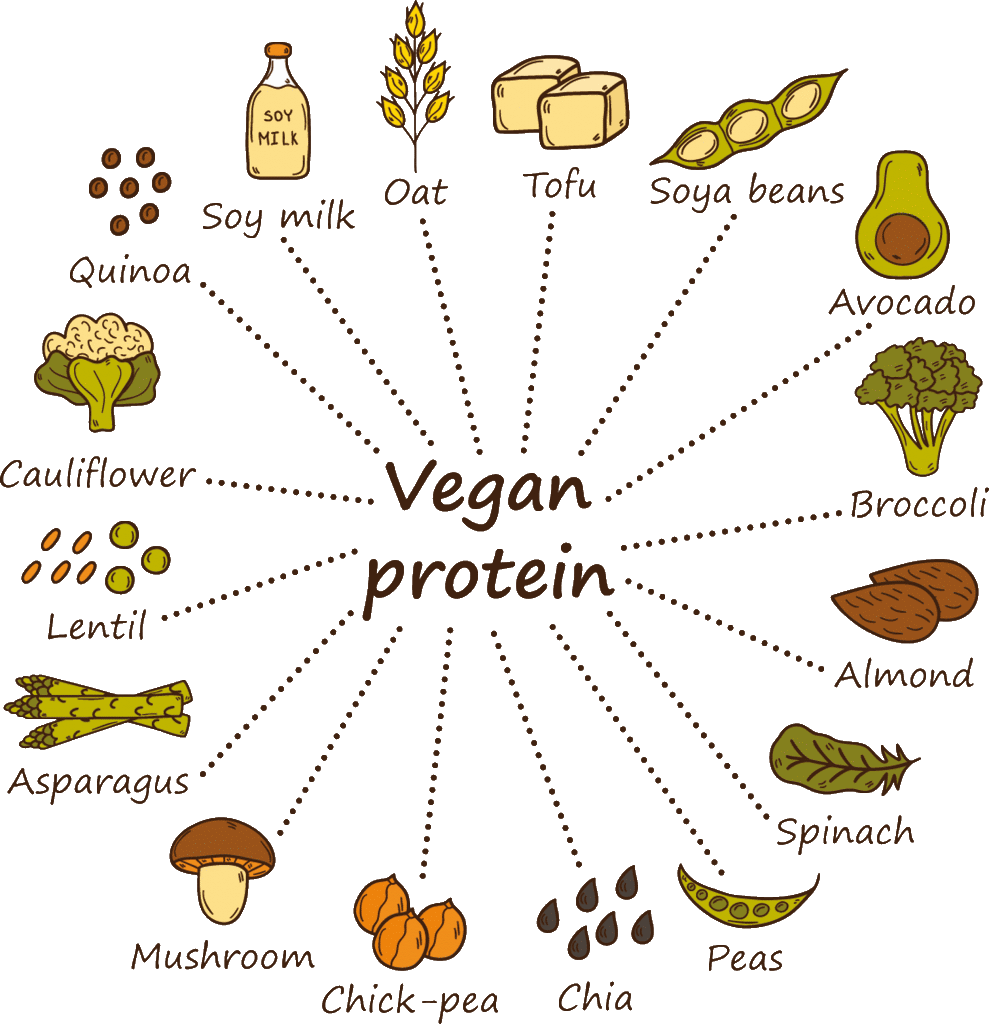 SOY
MILK
Oat
Tofu
Soya beans
Soy milk
Quinoa
Avocado
Cauliflower
Vegan
protein
Broccoli
Lentil
Almond
Asparagus
Spinach
Mushroom
Peas
Chick-pea
Chia